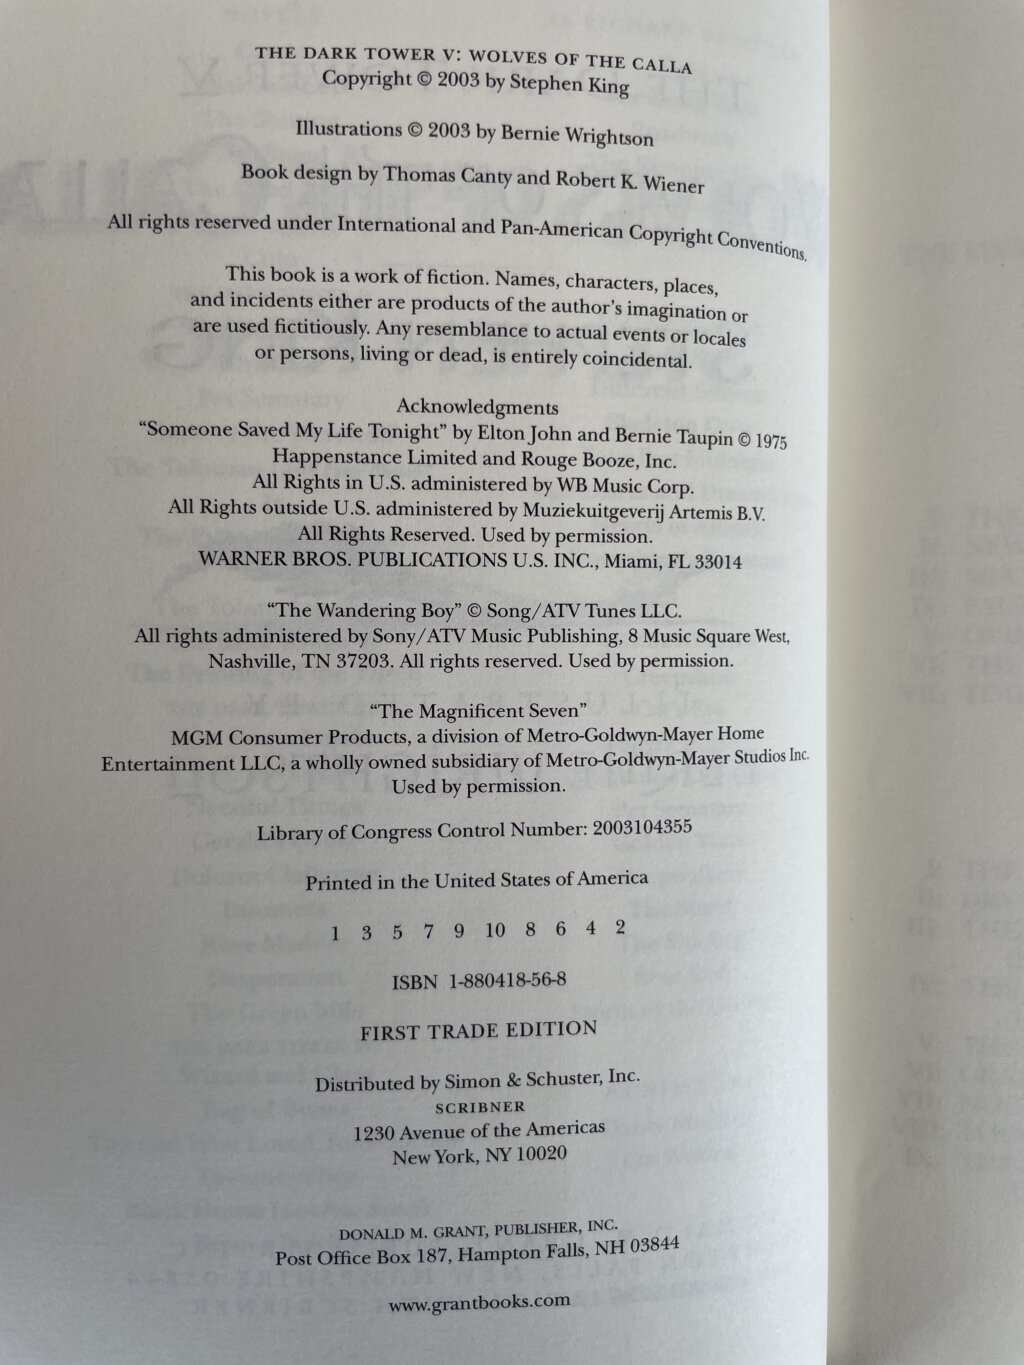 THE DARK TOWER V: WOLVES OF THE CALLA
Copyright © 2003 by Stephen King
Illustrations © 2003 by Bernie Wrightson
Book design by Thomas Canty and Robert K. Wiener
All rights reserved under International and Pan-American Copyright Conventions.
This book is a work of fiction. Names, characters, places,
and incidents either are products of the author's imagination or
are used fictitiously. Any resemblance to actual events or locales
or persons, living or dead, is entirely coincidental.
Acknowledgments
“Someone Saved My Life Tonight” by Elton John and Bernie Taupin © 1975
Happenstance Limited and Rouge Booze, Inc.
All Rights in U.S. administered by WB Music Corp.
All Rights outside U.S. administered by Muziekuitgeverij Artemis B.V.
All Rights Reserved. Used by permission.
WARNER BROS. PUBLICATIONS U.S. INC., Miami, FL 33014
“The Wandering Boy” © Song/ATV Tunes LLC.
All rights administered by Sony/ATV Music Publishing, 8 Music Square West,
Nashville, TN 37203. All rights reserved. Used by permission.
“The Magnificent Seven”
MGM Consumer Products, a division of Metro-Goldwyn-Mayer Home
Entertainment LLC, a wholly owned subsidiary of Metro-Goldwyn-Mayer Studios Inc.
Used by permission.
Library of Congress Control Number: 2003104355
Printed in the United States of America
1 3 5 7 9 10 8 6 4 2
ISBN 1-880418-56-8
FIRST TRADE EDITION
Distributed by Simon & Schuster, Inc.
SCRIBNER
1230 Avenue of the Americas
New York, NY 10020
DONALD M. GRANT, PUBLISHER, INC.
Post Office Box 187, Hampton Falls, NH 03844
www.grantbooks.com